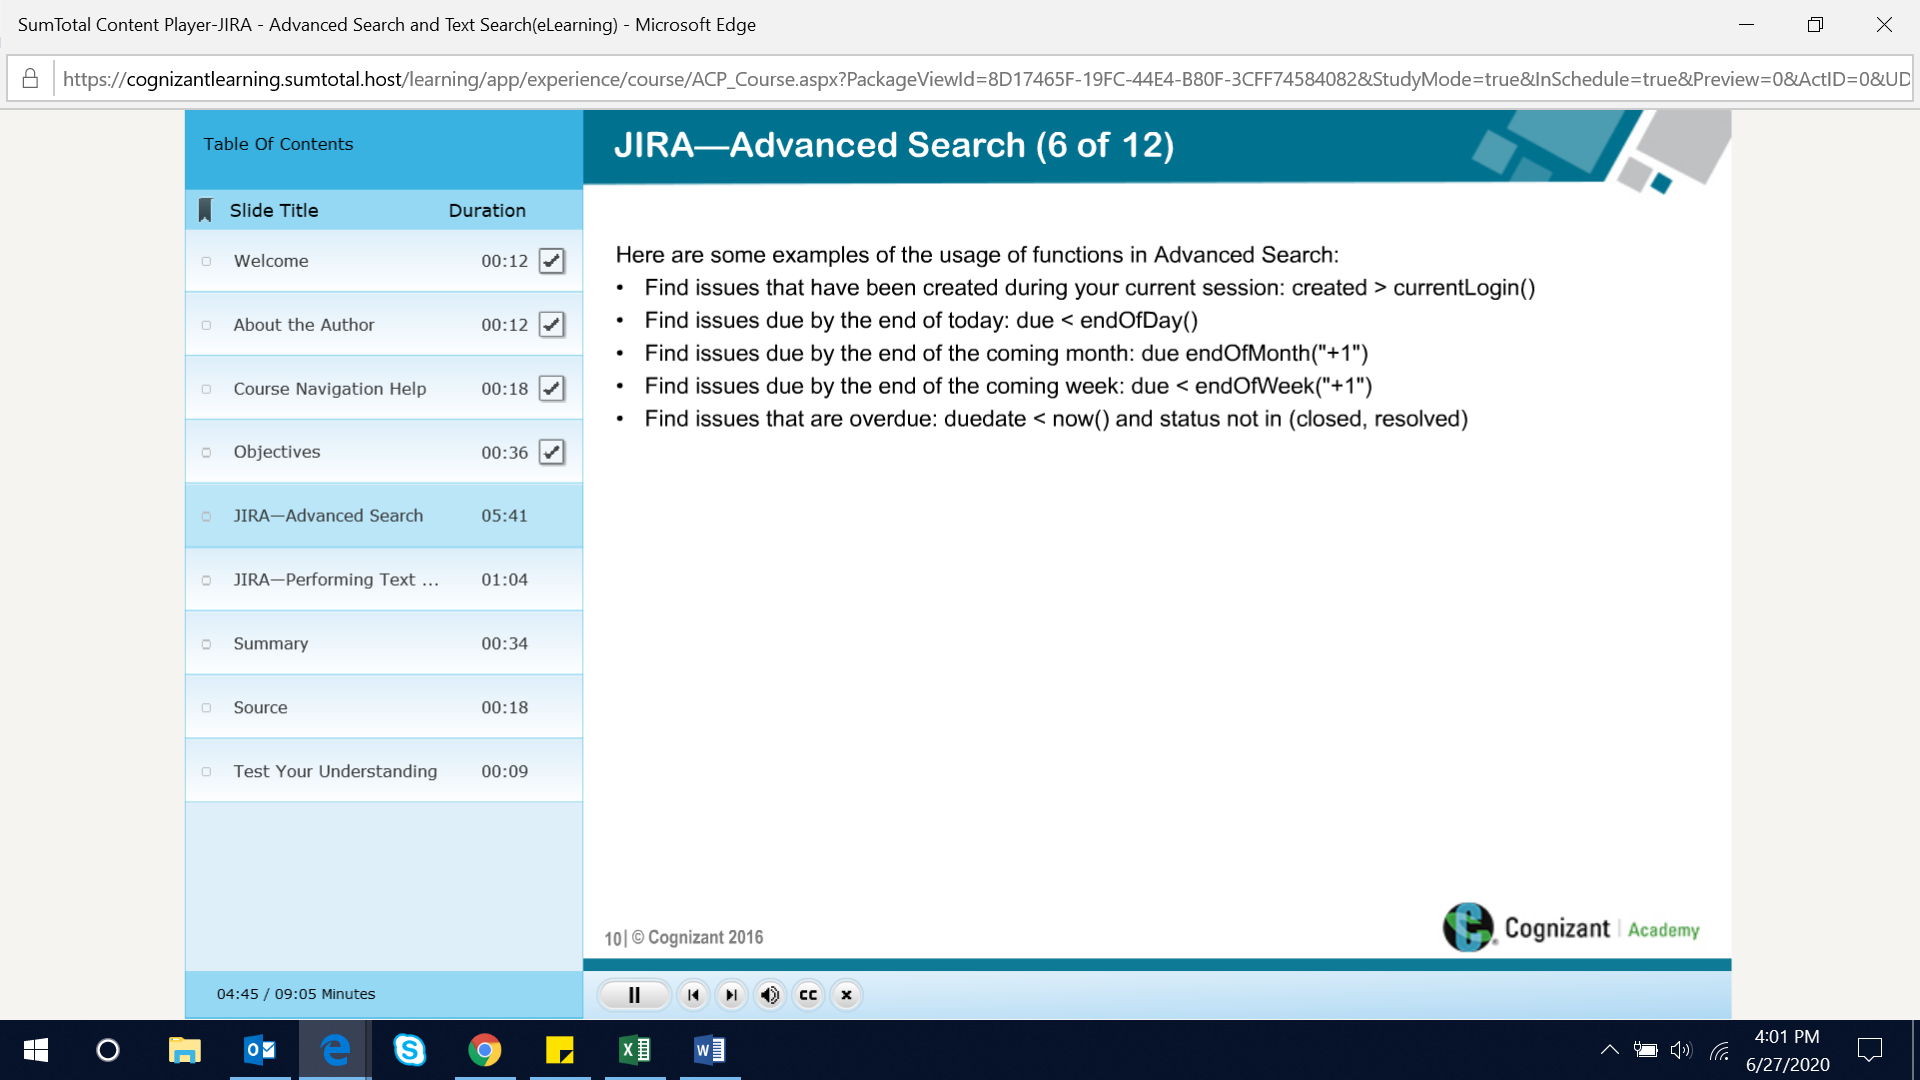 SumTotal Content Player-JIRA - Advanced Search and Text Search(eLearning) - Microsoft Edge
https://cognizantlearning.sumtotal.host/learning/app/experience/course/ACP_Course.aspx?PackageViewId=8D17465F-19FC-44E4-B80F-3CFF74584082&StudyMode=true&InSchedule=true&Preview=0&ActID=0&UD
Table Of Contents
Slide Title Duration
Welcome 00:12
About the Author 00:12
Course Navigation Help 00:18
Objectives 00:36
JIRA—Advanced Search 05:41
JIRA—Performing Text ... 01:04
Summary 00:34
Source 00:18
Test Your Understanding 00:09
04:45 / 09:05 Minutes
JIRA—Advanced Search (6 of 12)
Here are some examples of the usage of functions in Advanced Search:
• Find issues that have been created during your current session: created > currentLogin()
• Find issues due by the end of today: due < endOfDay()
• Find issues due by the end of the coming month: due endOfMonth("+1")
• Find issues due by the end of the coming week: due < endOfWeek("+1")
• Find issues that are overdue: duedate < now() and status not in (closed, resolved)
10| © Cognizant 2016
Cognizant | Academy
CC
4:01 PM
6/27/2020